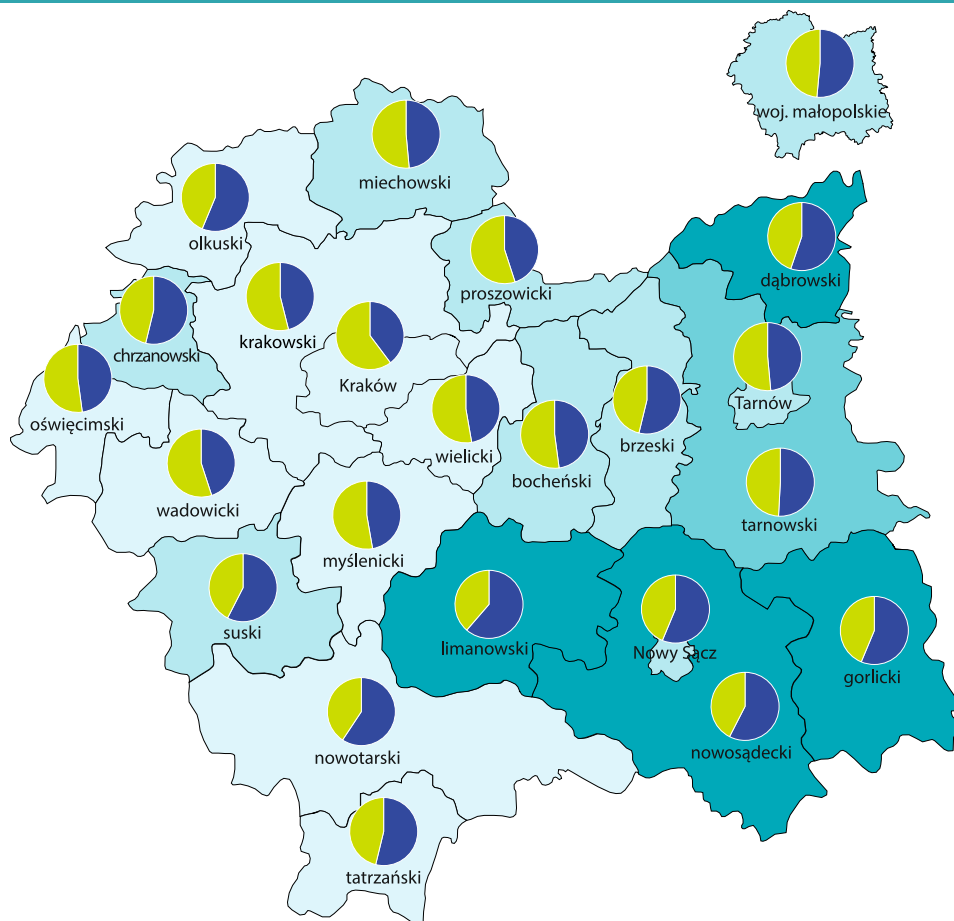 woj. małopolskie
miechowski
olkuski
proszowicki
dąbrowski
krakowski
chrzanowski
Kraków
Tarnów
oświęcimski
wielicki
brzeski
bocheński
wadowicki
tarnowski
myślenicki
suski
limanowski
Nowy Sącz
gorlicki
nowosądecki
nowotarski
tatrzański